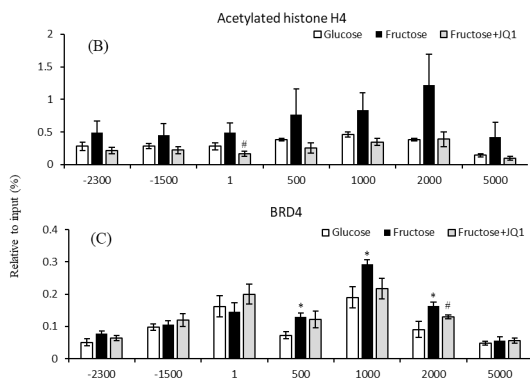 Acetylated histone H4
(B)
Glucose Fructose Fructose+JQ1
2
1.5
1
0.5
0
#
-2300 -1500 1 500 1000 2000 5000
Relative to input (%)
BRD4
(C)
Glucose Fructose Fructose+JQ1
0.4
0.3
0.2
0.1
0
* * * #
-2300 -1500 1 500 1000 2000 5000